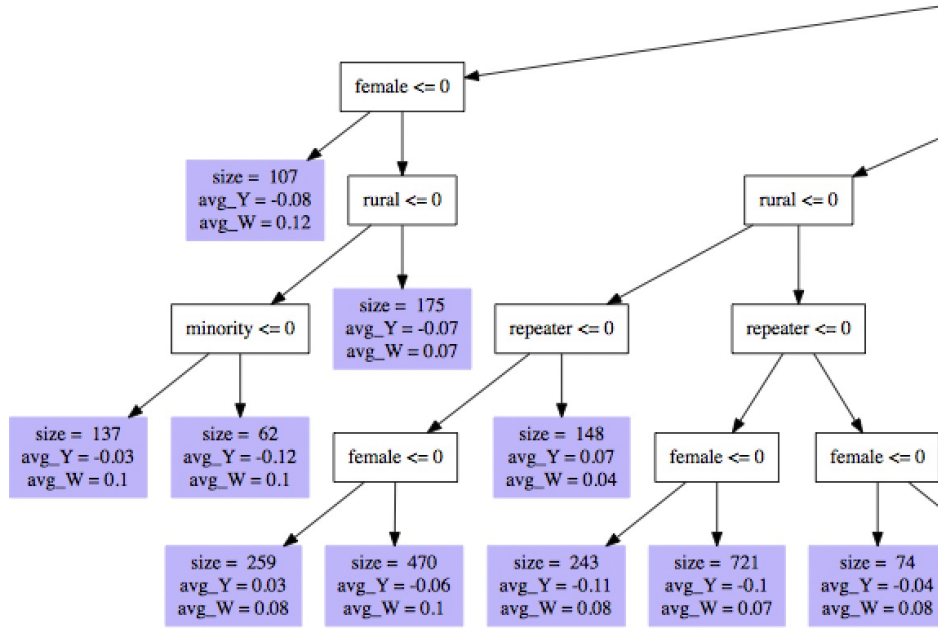 female <= 0
size = 107
avg_Y = -0.08
avg_W = 0.12
rural <= 0
rural <= 0
minority <= 0
size = 175
avg_Y = -0.07
avg_W = 0.07
repeater <= 0
repeater <= 0
size = 137
avg_Y = -0.03
avg_W = 0.1
size = 62
avg_Y = -0.12
avg_W = 0.1
female <= 0
size = 148
avg_Y = 0.07
avg_W = 0.04
female <= 0
female <= 0
size = 259
avg_Y = 0.03
avg_W = 0.08
size = 470
avg_Y = -0.06
avg_W = 0.1
size = 243
avg_Y = -0.11
avg_W = 0.08
size = 721
avg_Y = -0.1
avg_W = 0.07
size = 74
avg_Y = -0.04
avg_W = 0.08